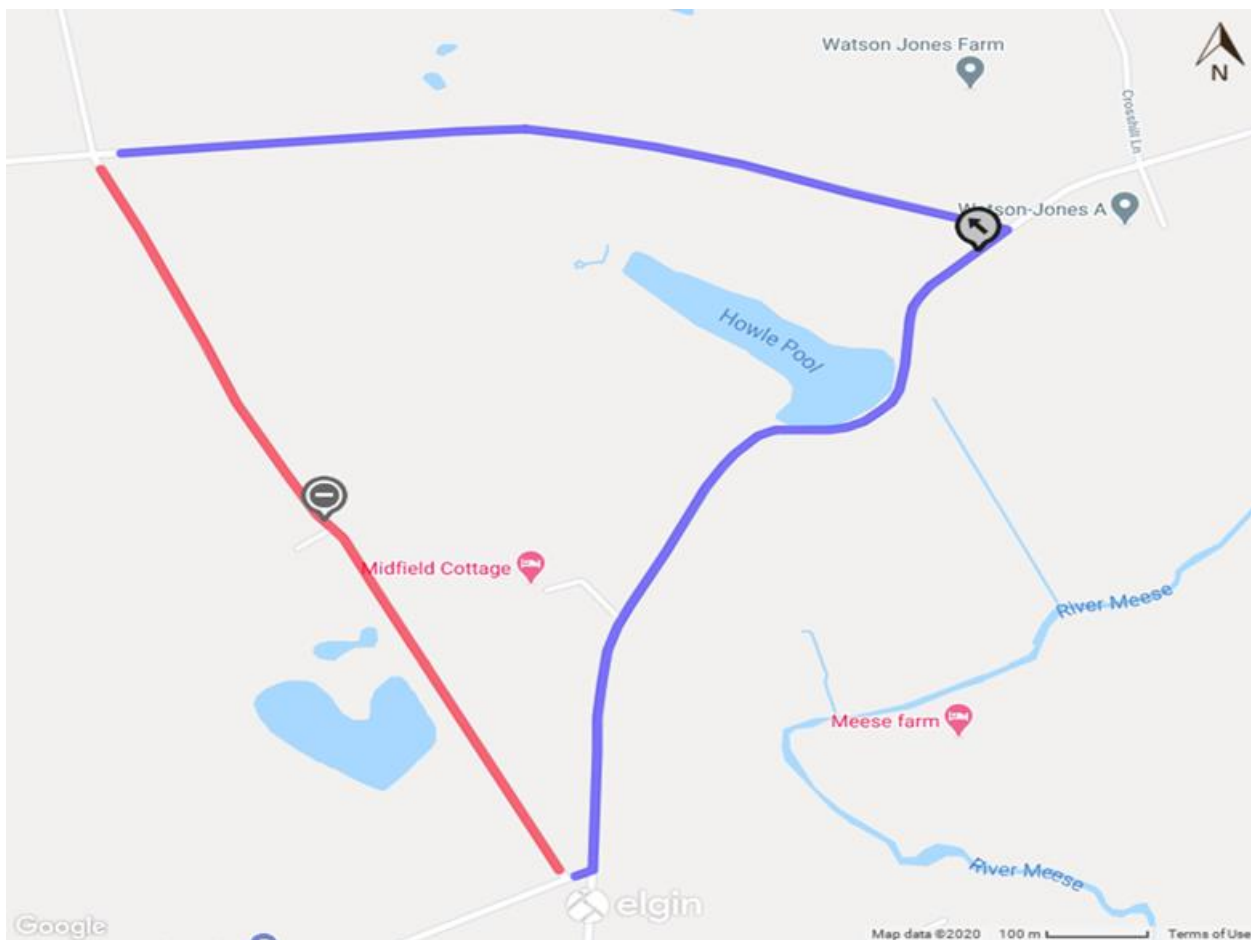 Watson Jones Farm
N
Crosshill Ln
Watson-Jones A
Howle Pool
Midfield Cottage
River Meese
Meese farm
River Meese
elgin
Google
Map data ©2020
100 m
Terms of Use